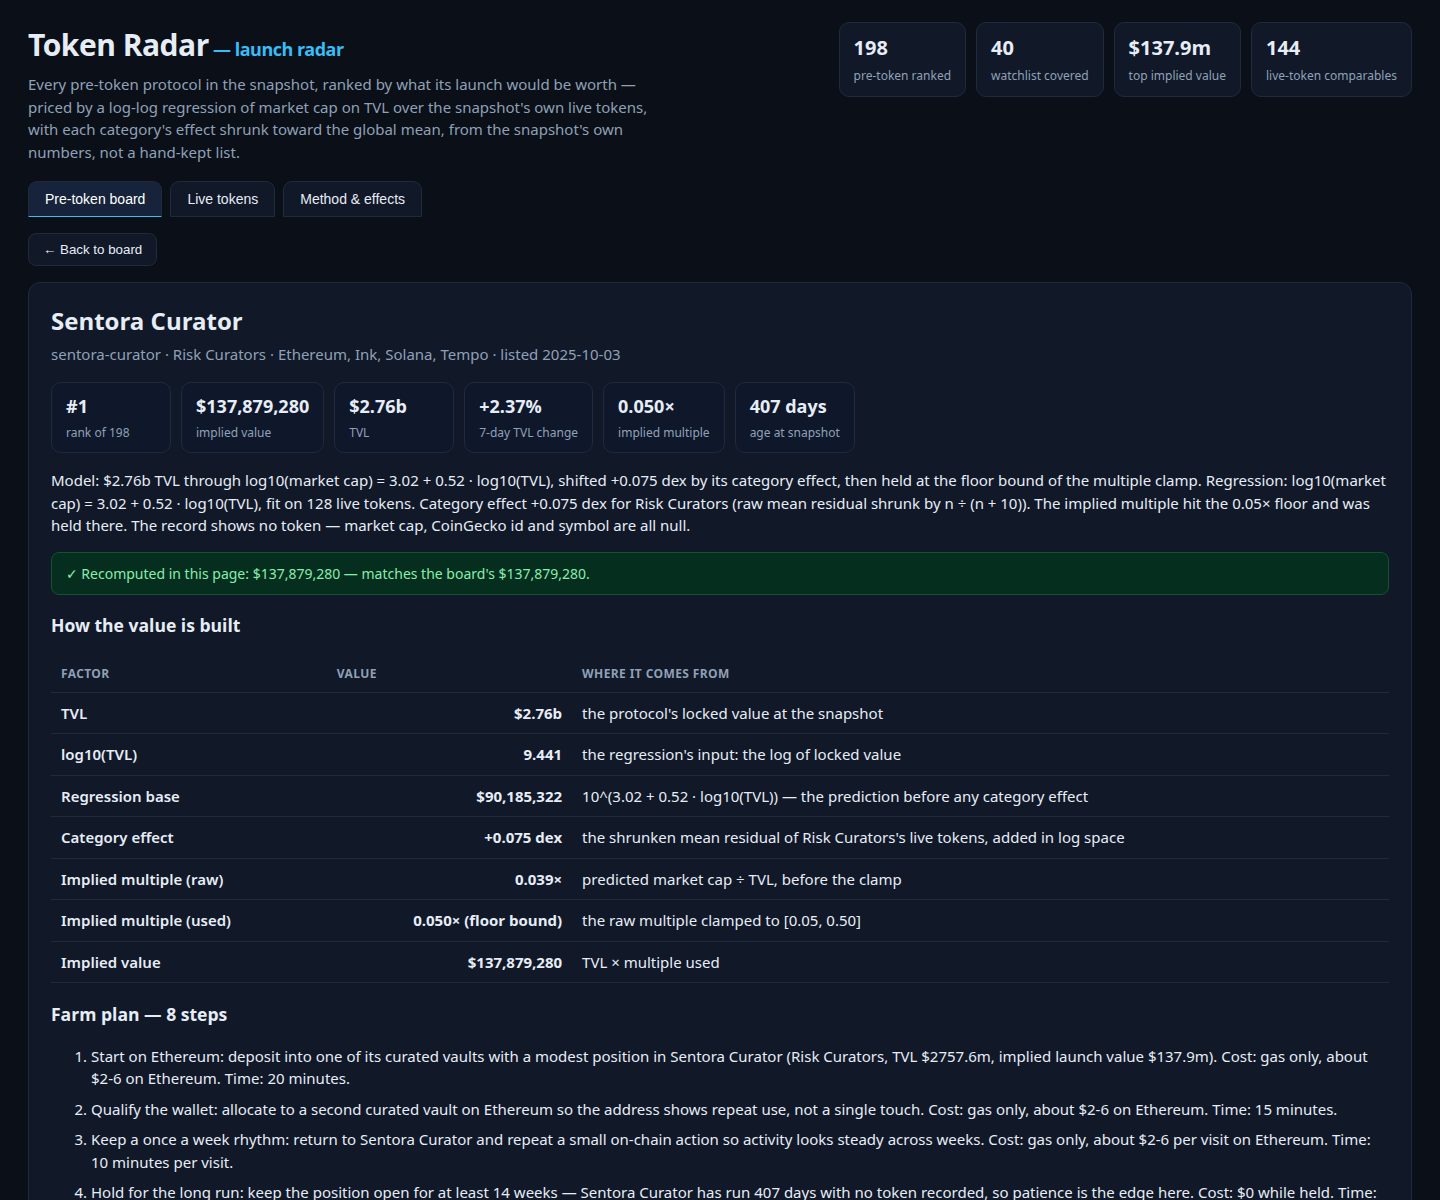 Token Radar — launch radar
Every pre-token protocol in the snapshot, ranked by what its launch would be worth —
priced by a log-log regression of market cap on TVL over the snapshot's own live tokens,
with each category's effect shrunk toward the global mean, from the snapshot's own
numbers, not a hand-kept list.
198
pre-token ranked
40
watchlist covered
$137.9m
top implied value
144
live-token comparables
Pre-token board
Live tokens
Method & effects
← Back to board
Sentora Curator
sentora-curator · Risk Curators · Ethereum, Ink, Solana, Tempo · listed 2025-10-03
#1
rank of 198
$137,879,280
implied value
$2.76b
TVL
+2.37%
7-day TVL change
0.050×
implied multiple
407 days
age at snapshot
Model: $2.76b TVL through log10(market cap) = 3.02 + 0.52 · log10(TVL), shifted +0.075 dex by its category effect, then held at the floor bound of the multiple clamp. Regression: log10(market
cap) = 3.02 + 0.52 · log10(TVL), fit on 128 live tokens. Category effect +0.075 dex for Risk Curators (raw mean residual shrunk by n ÷ (n + 10)). The implied multiple hit the 0.05× floor and was
held there. The record shows no token — market cap, CoinGecko id and symbol are all null.
✓ Recomputed in this page: $137,879,280 — matches the board's $137,879,280.
How the value is built
FACTOR VALUE WHERE IT COMES FROM
TVL $2.76b the protocol's locked value at the snapshot
log10(TVL) 9.441 the regression's input: the log of locked value
Regression base $90,185,322 10^(3.02 + 0.52 · log10(TVL)) — the prediction before any category effect
Category effect +0.075 dex the shrunken mean residual of Risk Curators's live tokens, added in log space
Implied multiple (raw) 0.039× predicted market cap ÷ TVL, before the clamp
Implied multiple (used) 0.050× (floor bound) the raw multiple clamped to [0.05, 0.50]
Implied value $137,879,280 TVL × multiple used
Farm plan — 8 steps
1. Start on Ethereum: deposit into one of its curated vaults with a modest position in Sentora Curator (Risk Curators, TVL $2757.6m, implied launch value $137.9m). Cost: gas only, about
$2-6 on Ethereum. Time: 20 minutes.
2. Qualify the wallet: allocate to a second curated vault on Ethereum so the address shows repeat use, not a single touch. Cost: gas only, about $2-6 on Ethereum. Time: 15 minutes.
3. Keep a once a week rhythm: return to Sentora Curator and repeat a small on-chain action so activity looks steady across weeks. Cost: gas only, about $2-6 per visit on Ethereum. Time:
10 minutes per visit.
4. Hold for the long run: keep the position open for at least 14 weeks — Sentora Curator has run 407 days with no token recorded, so patience is the edge here. Cost: $0 while held. Time: